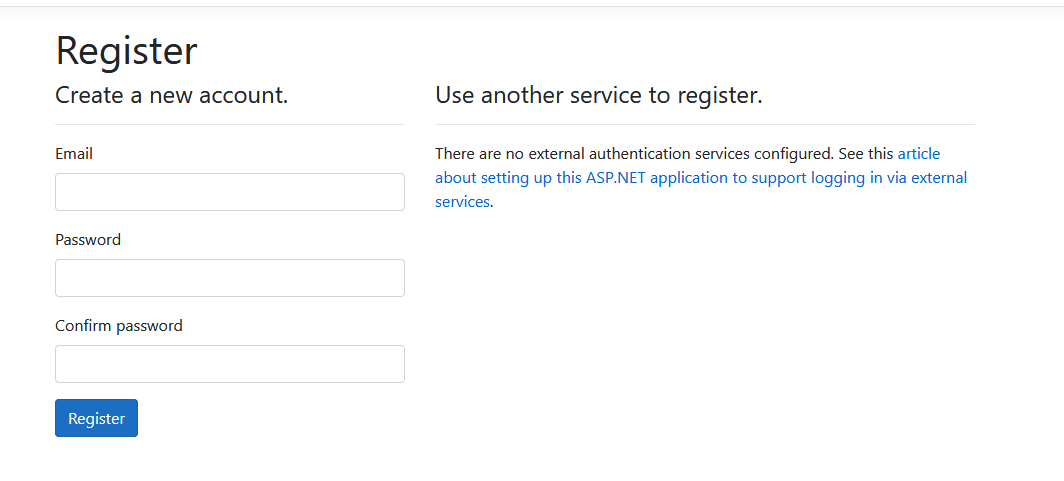 Register
Create a new account.
Email
Password
Confirm password
Register
Use another service to register.
There are no external authentication services configured. See this article
about setting up this ASP.NET application to support logging in via external
services.